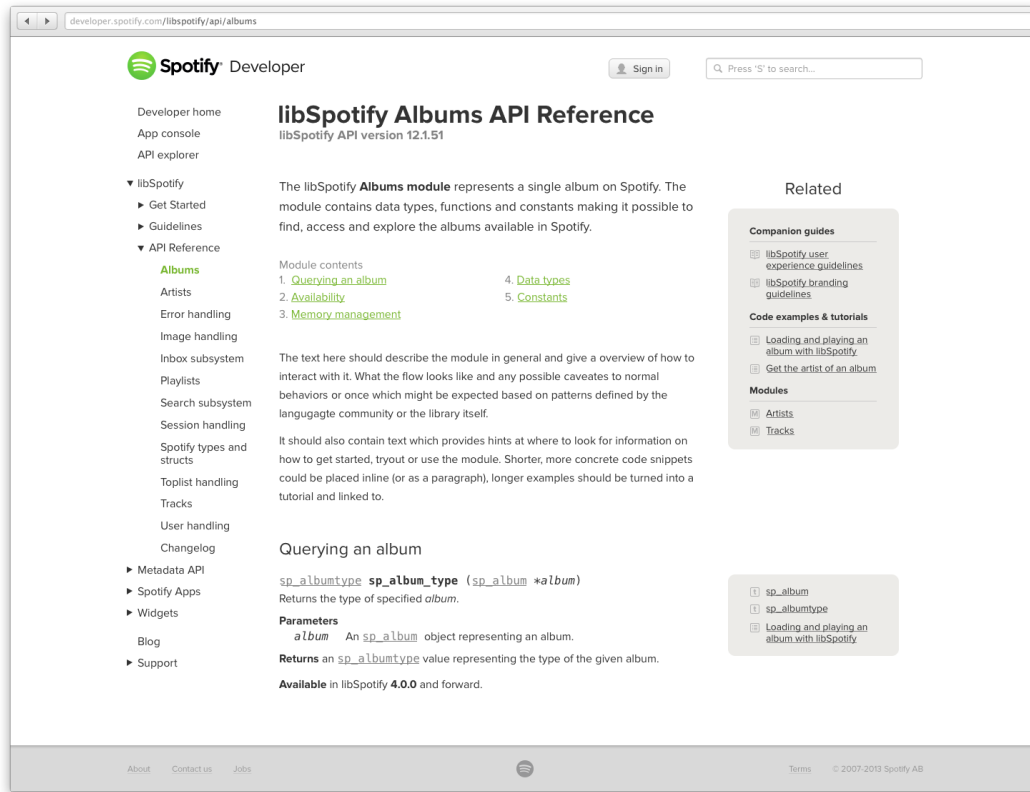 developer.spotify.com/libspotify/api/albums
Spotify Developer
Sign in
Press 'S' to search...
Developer home
App console
API explorer
libSpotify
Get Started
Guidelines
API Reference
Albums
Artists
Error handling
Image handling
Inbox subsystem
Playlists
Search subsystem
Session handling
Spotify types and
structs
Toplist handling
Tracks
User handling
Changelog
Metadata API
Spotify Apps
Widgets
Blog
Support
libSpotify Albums API Reference
libSpotify API version 12.1.51
The libSpotify Albums module represents a single album on Spotify. The
module contains data types, functions and constants making it possible to
find, access and explore the albums available in Spotify.
Module contents
1. Querying an album
2. Availability
3. Memory management
4. Data types
5. Constants
The text here should describe the module in general and give a overview of how to
interact with it. What the flow looks like and any possible caveates to normal
behaviors or once which might be expected based on patterns defined by the
langugagte community or the library itself.
It should also contain text which provides hints at where to look for information on
how to get started, tryout or use the module. Shorter, more concrete code snippets
could be placed inline (or as a paragraph), longer examples should be turned into a
tutorial and linked to.
Querying an album
sp_albumtype sp_album_type (sp_album *album)
Returns the type of specified album.
Parameters
album An sp_album object representing an album.
Returns an sp_albumtype value representing the type of the given album.
Available in libSpotify 4.0.0 and forward.
Related
Companion guides
libSpotify user
experience guidelines
libSpotify branding
guidelines
Code examples & tutorials
Loading and playing an
album with libSpotify
Get the artist of an album
Modules
M Artists
M Tracks
t sp_album
t sp_albumtype
Loading and playing an
album with libSpotify
About Contact us Jobs
Terms © 2007-2013 Spotify AB